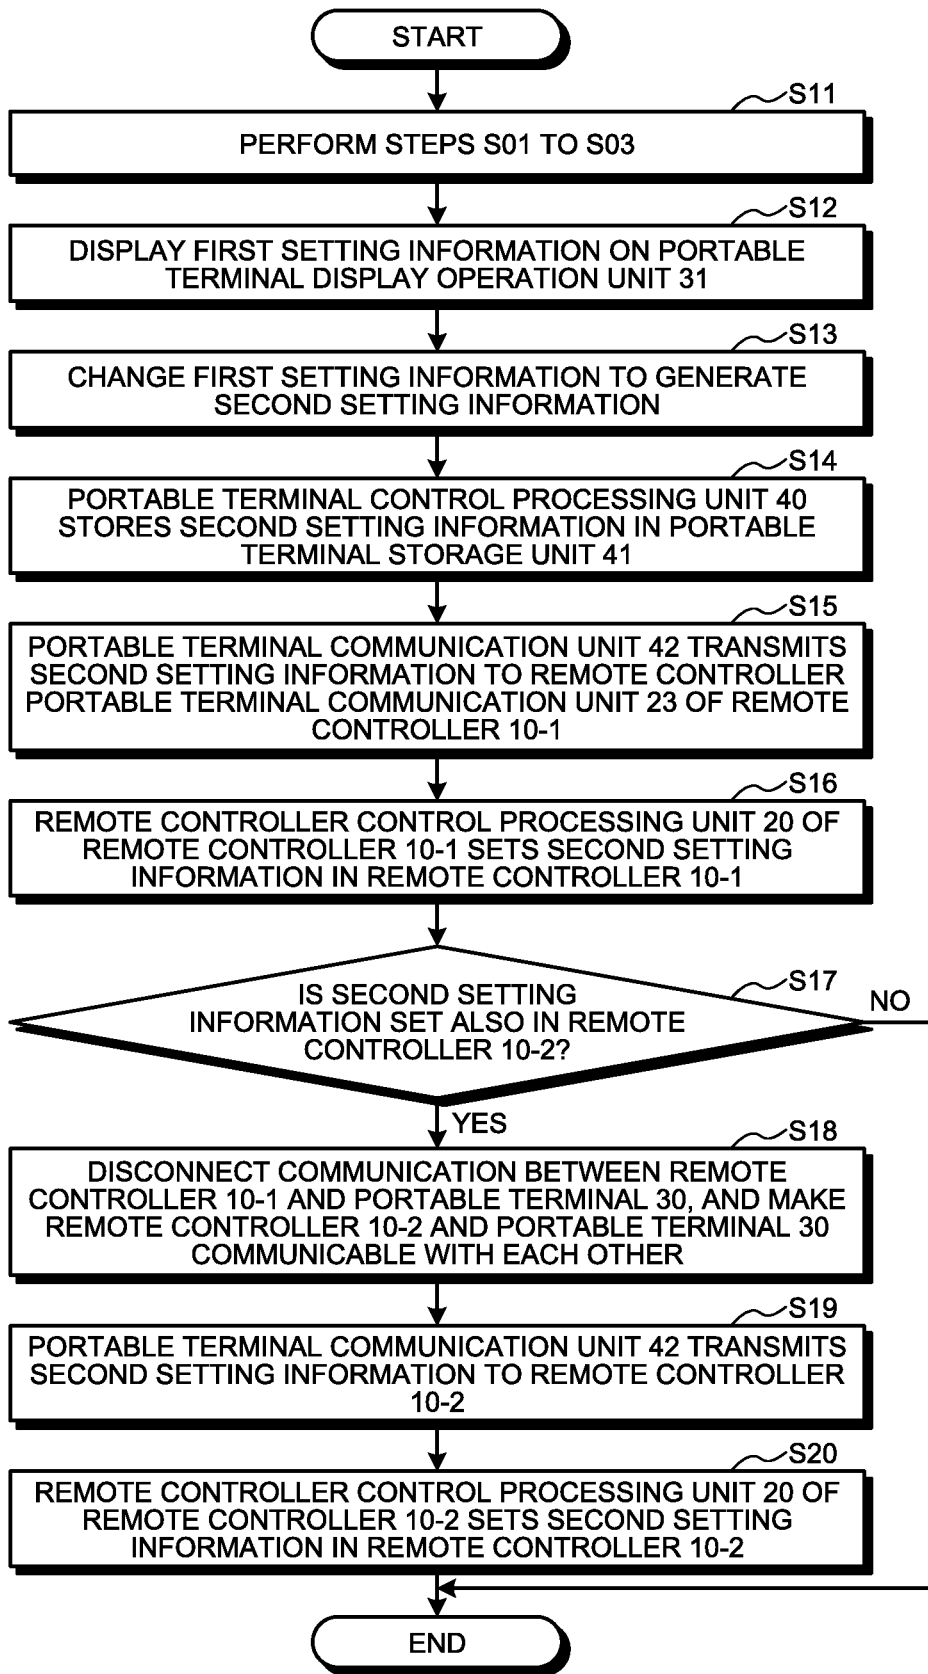 START
S11
PERFORM STEPS S01 TO S03
S12
DISPLAY FIRST SETTING INFORMATION ON PORTABLE
TERMINAL DISPLAY OPERATION UNIT 31
S13
CHANGE FIRST SETTING INFORMATION TO GENERATE
SECOND SETTING INFORMATION
S14
PORTABLE TERMINAL CONTROL PROCESSING UNIT 40
STORES SECOND SETTING INFORMATION IN PORTABLE
TERMINAL STORAGE UNIT 41
S15
PORTABLE TERMINAL COMMUNICATION UNIT 42 TRANSMITS
SECOND SETTING INFORMATION TO REMOTE CONTROLLER
PORTABLE TERMINAL COMMUNICATION UNIT 23 OF REMOTE
CONTROLLER 10-1
S16
REMOTE CONTROLLER CONTROL PROCESSING UNIT 20 OF
REMOTE CONTROLLER 10-1 SETS SECOND SETTING
INFORMATION IN REMOTE CONTROLLER 10-1
S17
IS SECOND SETTING
INFORMATION SET ALSO IN REMOTE
CONTROLLER 10-2?
NO
YES
S18
DISCONNECT COMMUNICATION BETWEEN REMOTE
CONTROLLER 10-1 AND PORTABLE TERMINAL 30, AND MAKE
REMOTE CONTROLLER 10-2 AND PORTABLE TERMINAL 30
COMMUNICABLE WITH EACH OTHER
S19
PORTABLE TERMINAL COMMUNICATION UNIT 42 TRANSMITS
SECOND SETTING INFORMATION TO REMOTE CONTROLLER
10-2
S20
REMOTE CONTROLLER CONTROL PROCESSING UNIT 20 OF
REMOTE CONTROLLER 10-2 SETS SECOND SETTING
INFORMATION IN REMOTE CONTROLLER 10-2
END